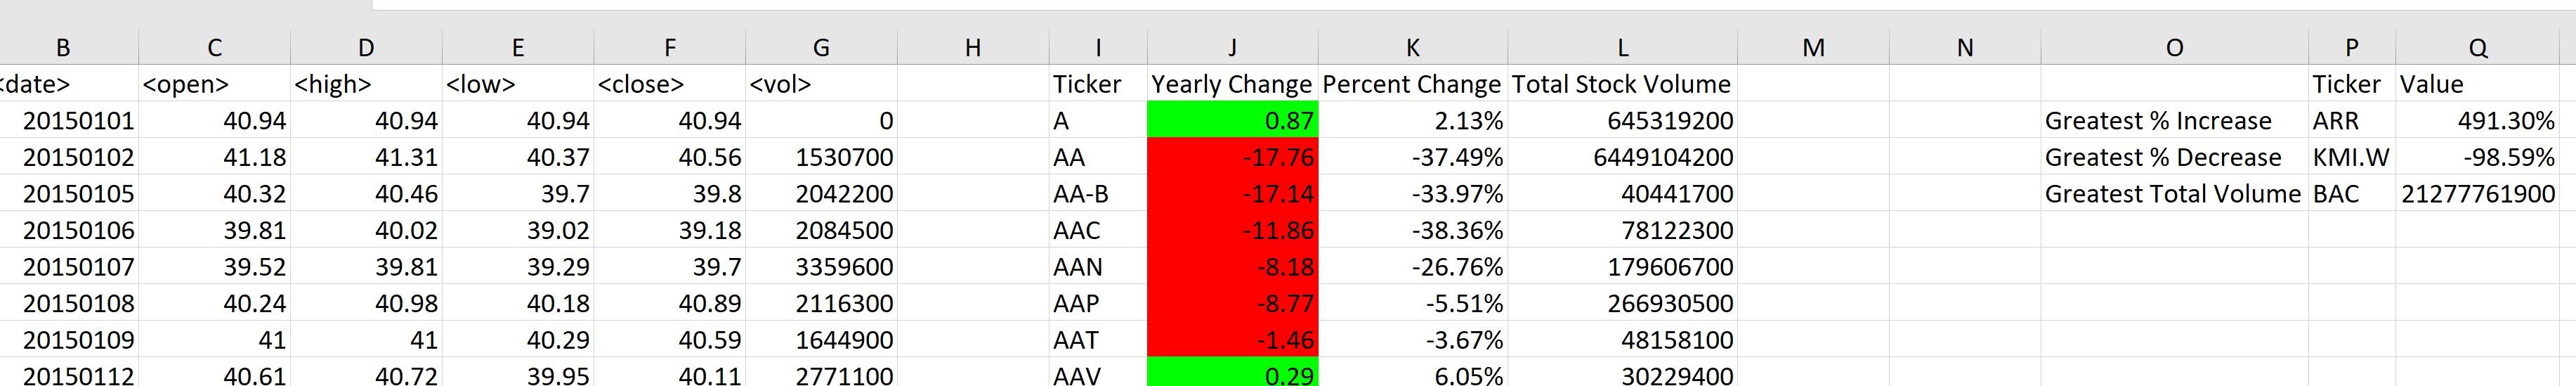 B C D E F G H I J K L M N O P Q
<date> <open> <high> <low> <close> <vol> Ticker Yearly Change Percent Change Total Stock Volume Ticker Value
20150101 40.94 40.94 40.94 40.94 0 A 0.87 2.13% 645319200 Greatest % Increase ARR 491.30%
20150102 41.18 41.31 40.37 40.56 1530700 AA -17.76 -37.49% 6449104200 Greatest % Decrease KMI.W -98.59%
20150105 40.32 40.46 39.7 39.8 2042200 AA-B -17.14 -33.97% 40441700 Greatest Total Volume BAC 21277761900
20150106 39.81 40.02 39.02 39.18 2084500 AAC -11.86 -38.36% 78122300
20150107 39.52 39.81 39.29 39.7 3359600 AAN -8.18 -26.76% 179606700
20150108 40.24 40.98 40.18 40.89 2116300 AAP -8.77 -5.51% 266930500
20150109 41 41 40.29 40.59 1644900 AAT -1.46 -3.67% 48158100
20150112 40.61 40.72 39.95 40.11 2771100 AAV 0.29 6.05% 30229400